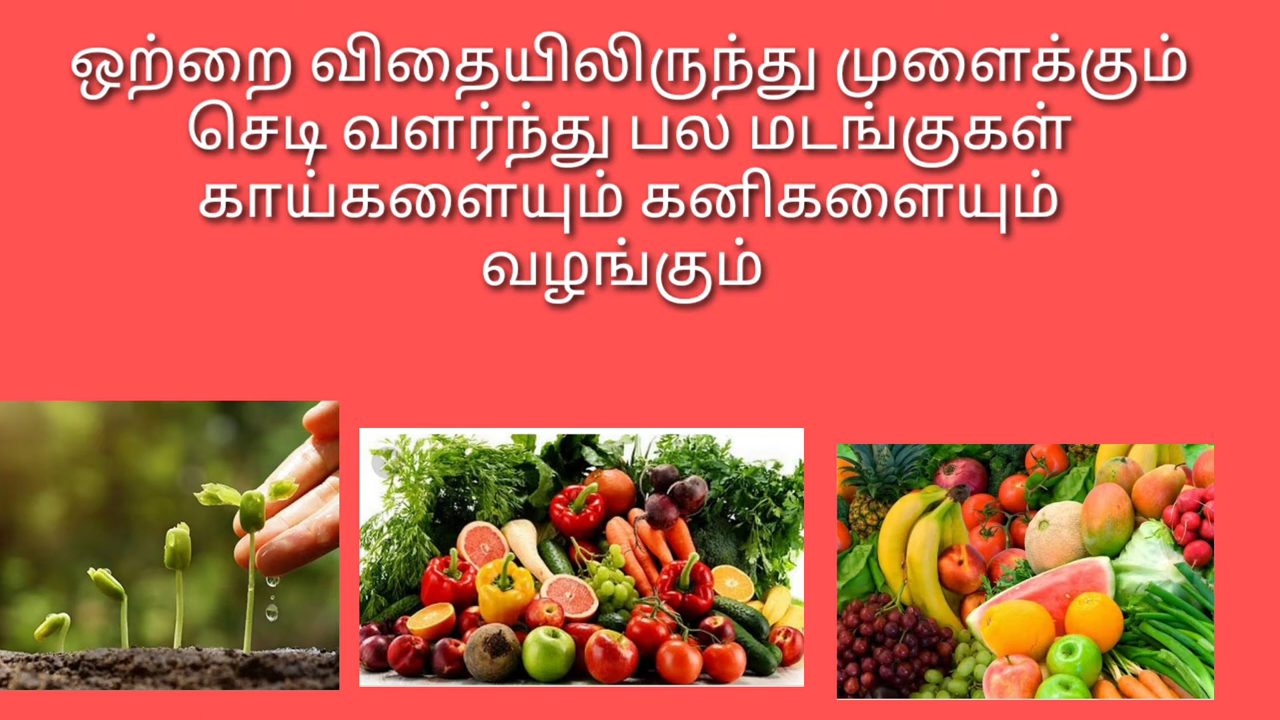 ஒற்றை விதையிலிருந்து முளைக்கும்
செடி வளர்ந்து பல மடங்குகள்
காய்களையும் கனிகளையும்
வழங்கும்